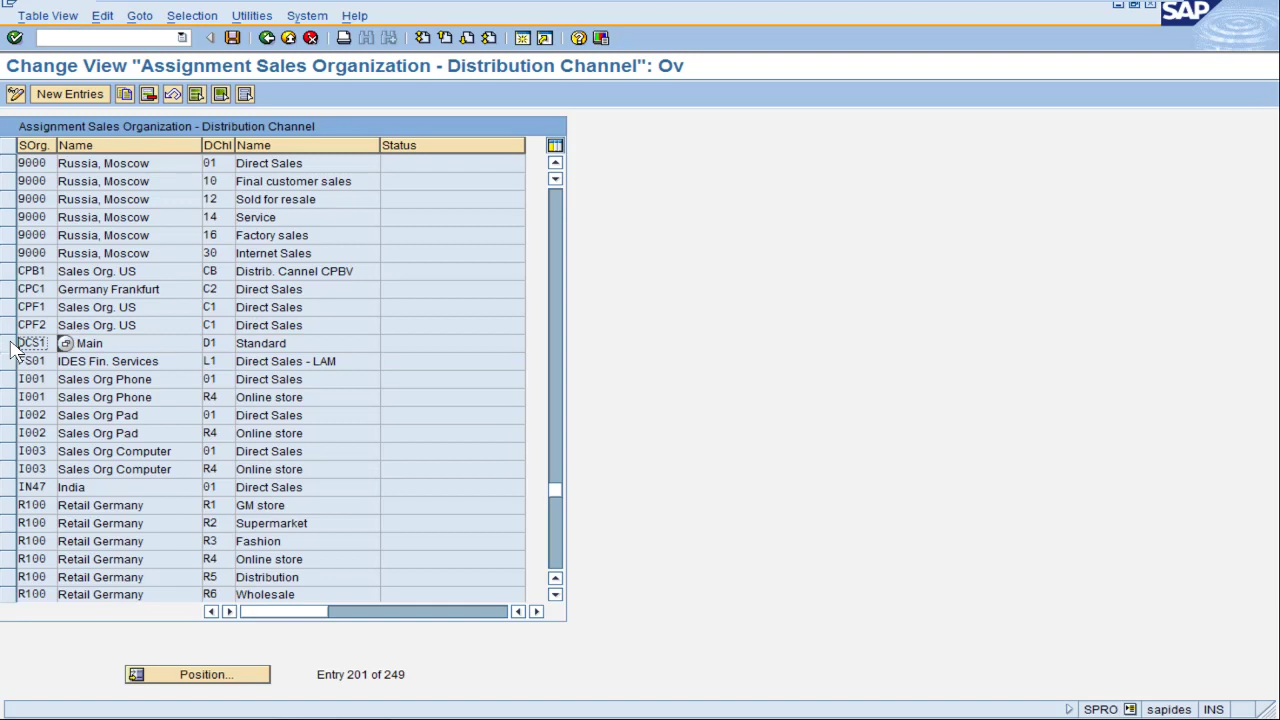 Table View Edit Goto Selection Utilities System Help
SAP
Change View "Assignment Sales Organization - Distribution Channel": Ov
New Entries
Assignment Sales Organization - Distribution Channel
SOrg. Name DChl Name Status
9000 Russia, Moscow 01 Direct Sales
9000 Russia, Moscow 10 Final customer sales
9000 Russia, Moscow 12 Sold for resale
9000 Russia, Moscow 14 Service
9000 Russia, Moscow 16 Factory sales
9000 Russia, Moscow 30 Internet Sales
CPB1 Sales Org. US CB Distrib. Cannel CPBV
CPC1 Germany Frankfurt C2 Direct Sales
CPF1 Sales Org. US C1 Direct Sales
CPF2 Sales Org. US C1 Direct Sales
DCS1 Main D1 Standard
FS01 IDES Fin. Services L1 Direct Sales - LAM
I001 Sales Org Phone 01 Direct Sales
I001 Sales Org Phone R4 Online store
I002 Sales Org Pad 01 Direct Sales
I002 Sales Org Pad R4 Online store
I003 Sales Org Computer 01 Direct Sales
I003 Sales Org Computer R4 Online store
IN47 India 01 Direct Sales
R100 Retail Germany R1 GM store
R100 Retail Germany R2 Supermarket
R100 Retail Germany R3 Fashion
R100 Retail Germany R4 Online store
R100 Retail Germany R5 Distribution
R100 Retail Germany R6 Wholesale
Position... Entry 201 of 249
SPRO sapides INS